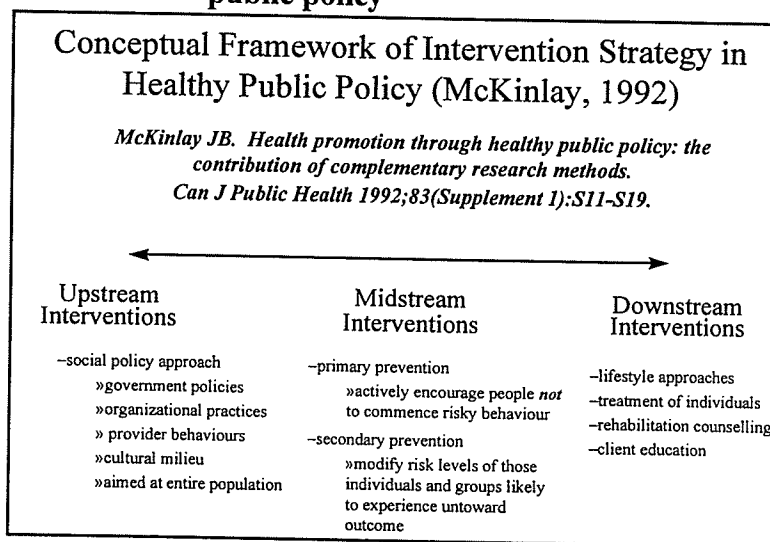 public policy
Conceptual Framework of Intervention Strategy in
Healthy Public Policy (McKinlay, 1992)
McKinlay JB. Health promotion through healthy public policy: the
contribution of complementary research methods.
Can J Public Health 1992;83(Supplement 1):S11-S19.
Upstream
Interventions
–social policy approach
»government policies
»organizational practices
» provider behaviours
»cultural milieu
»aimed at entire population
Midstream
Interventions
–primary prevention
»actively encourage people not
to commence risky behaviour
–secondary prevention
»modify risk levels of those
individuals and groups likely
to experience untoward
outcome
Downstream
Interventions
–lifestyle approaches
–treatment of individuals
–rehabilitation counselling
–client education